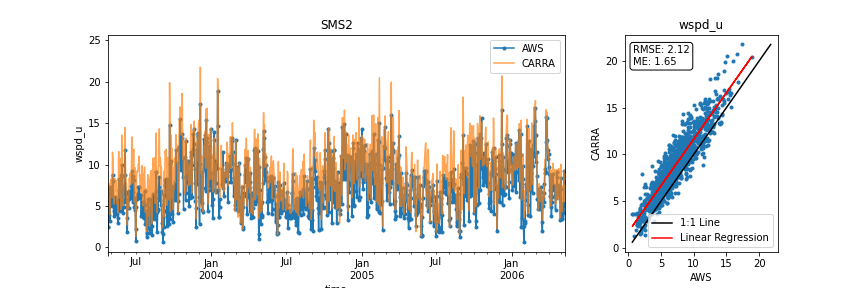 SMS2
wspd_u
25
20
15
10
5
0
wspd_u
AWS
CARRA
Jul
Jan
2004
Jul
Jan
2005
Jul
Jan
2006
time
wspd_u
RMSE: 2.12
ME: 1.65
20
15
10
5
0
CARRA
1:1 Line
Linear Regression
0
5
10
15
20
AWS